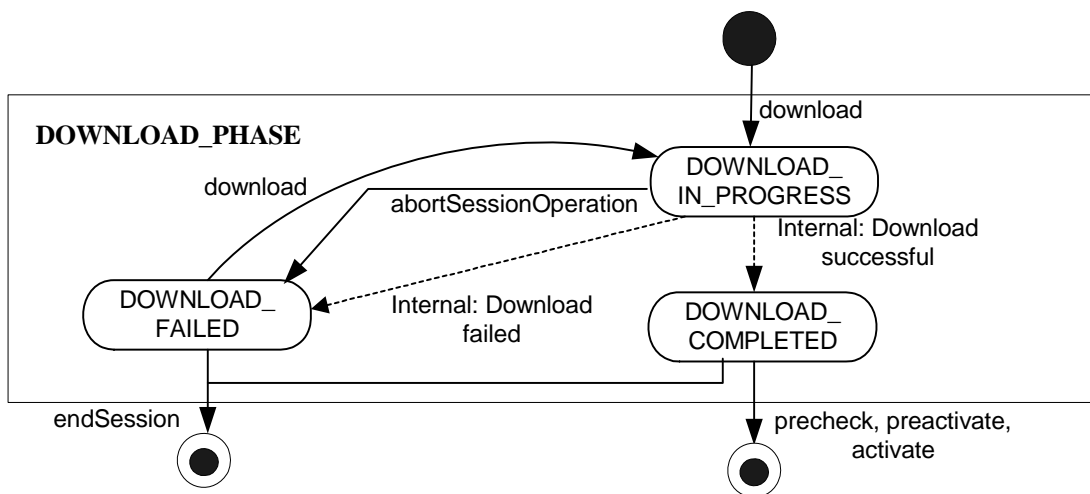 download
DOWNLOAD_PHASE
DOWNLOAD_
IN_PROGRESS
download
abortSessionOperation
Internal: Download
successful
DOWNLOAD_
FAILED
Internal: Download
failed
DOWNLOAD_
COMPLETED
endSession
precheck, preactivate,
activate